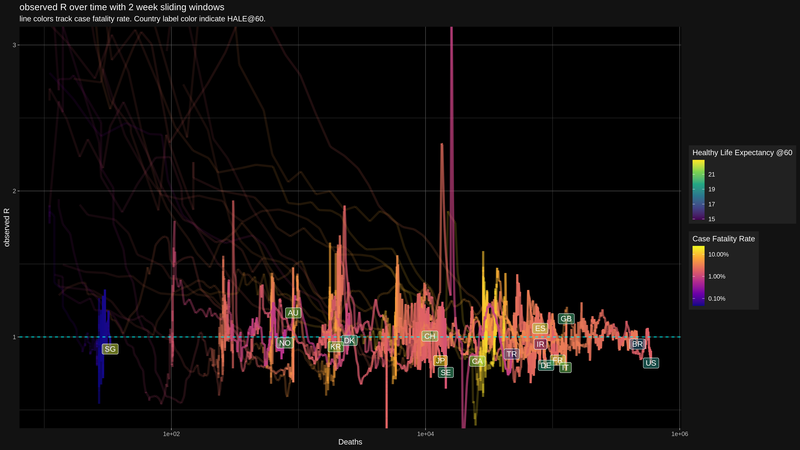 observed R over time with 2 week sliding windows
line colors track case fatality rate. Country label color indicate HALE@60.
3
2
1
observed R
SG
NO
AU
KR
DK
CH
JP
SE
CA
TR
ES
IR
DE
FR
IT
GB
BR
US
1e+02
1e+04
1e+06
Deaths
Healthy Life Expectancy @60
21
19
17
15
Case Fatality Rate
10.00%
1.00%
0.10%